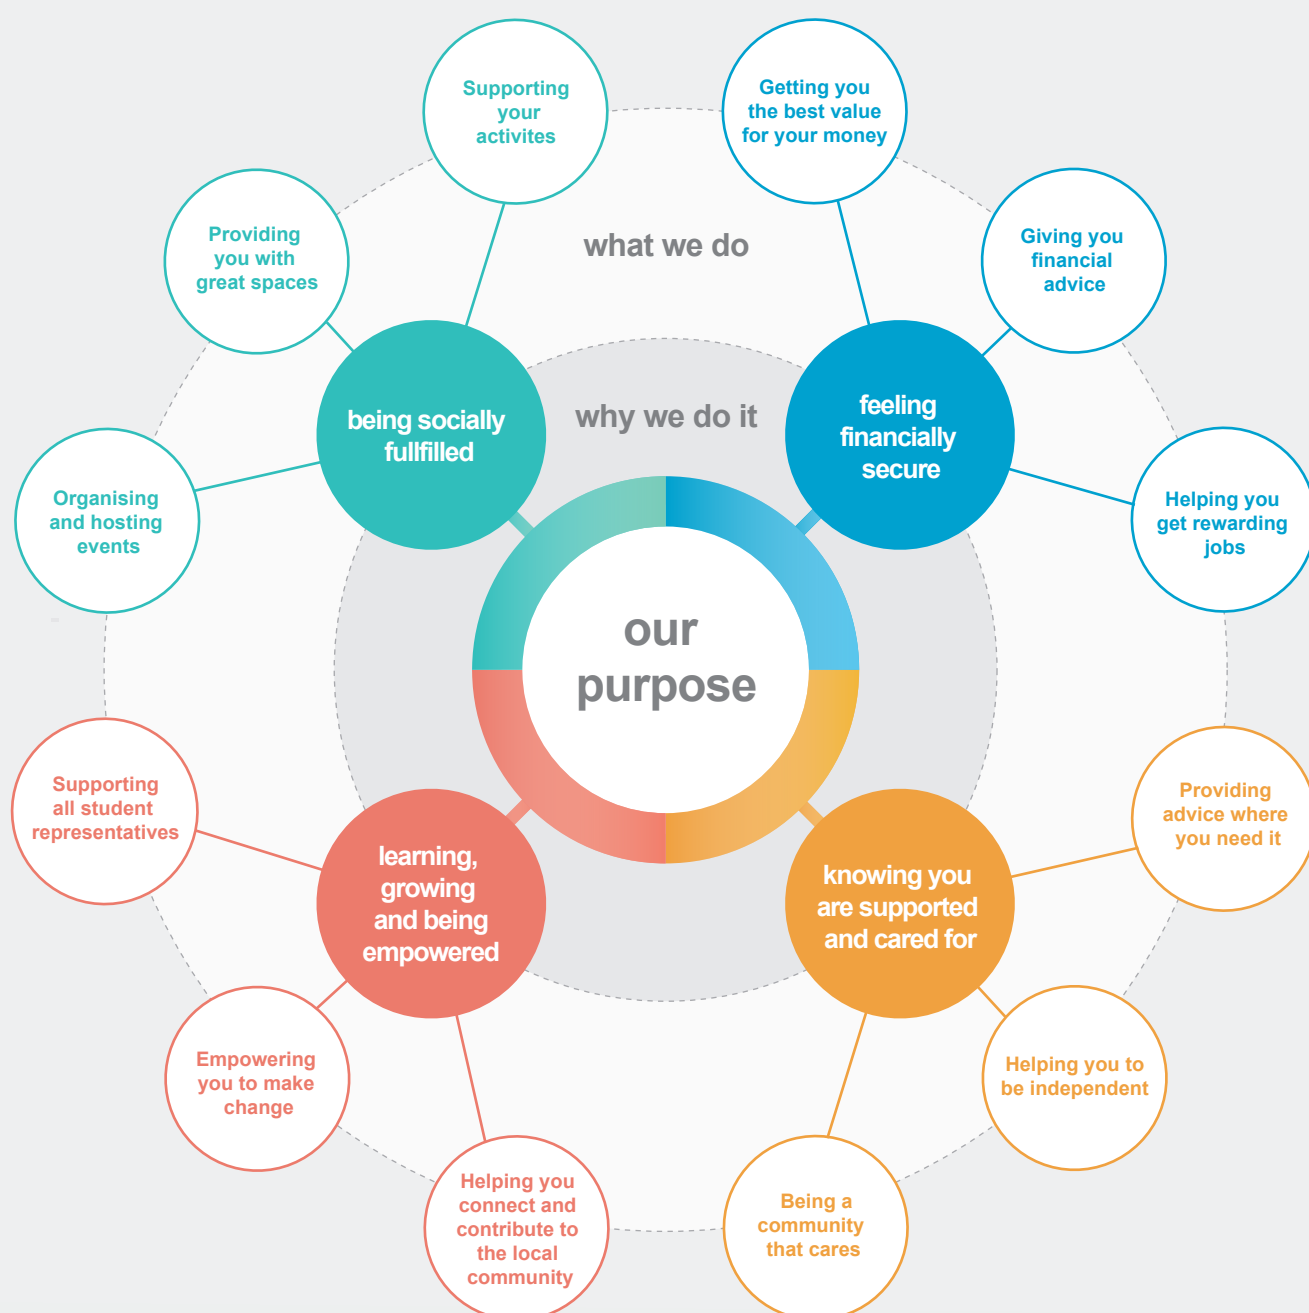 Supporting
your
activites
Getting you
the best value
for your money
Providing
you with
great spaces
what we do
Giving you
financial
advice
being socially
fullfilled
why we do it
feeling
financially
secure
Organising
and hosting
events
Helping you
get rewarding
jobs
our
purpose
Supporting
all student
representatives
learning,
growing
and being
empowered
knowing you
are supported
and cared for
Providing
advice where
you need it
Empowering
you to make
change
Helping you to
be independent
Helping you
connect and
contribute to
the local
community
Being a
community
that cares